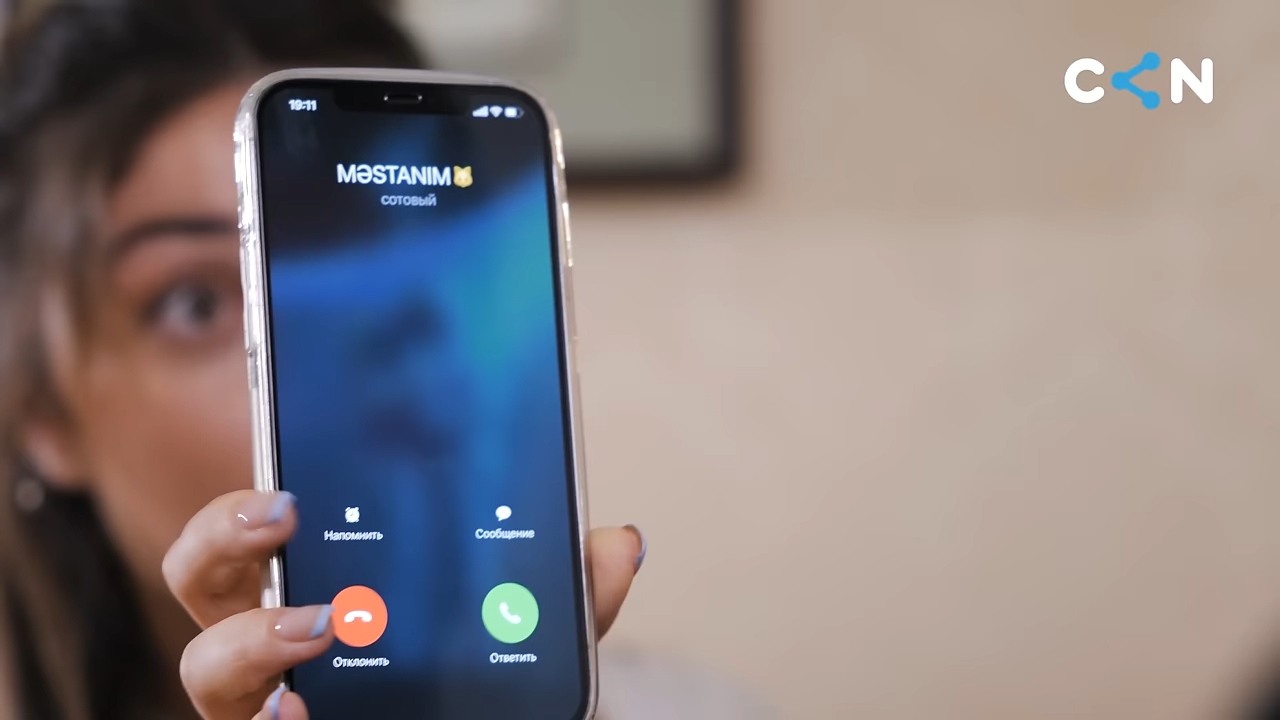 C N
19:11
MƏSTANIM
сотовый
Напомнить
Сообщение
Отклонить
Ответить